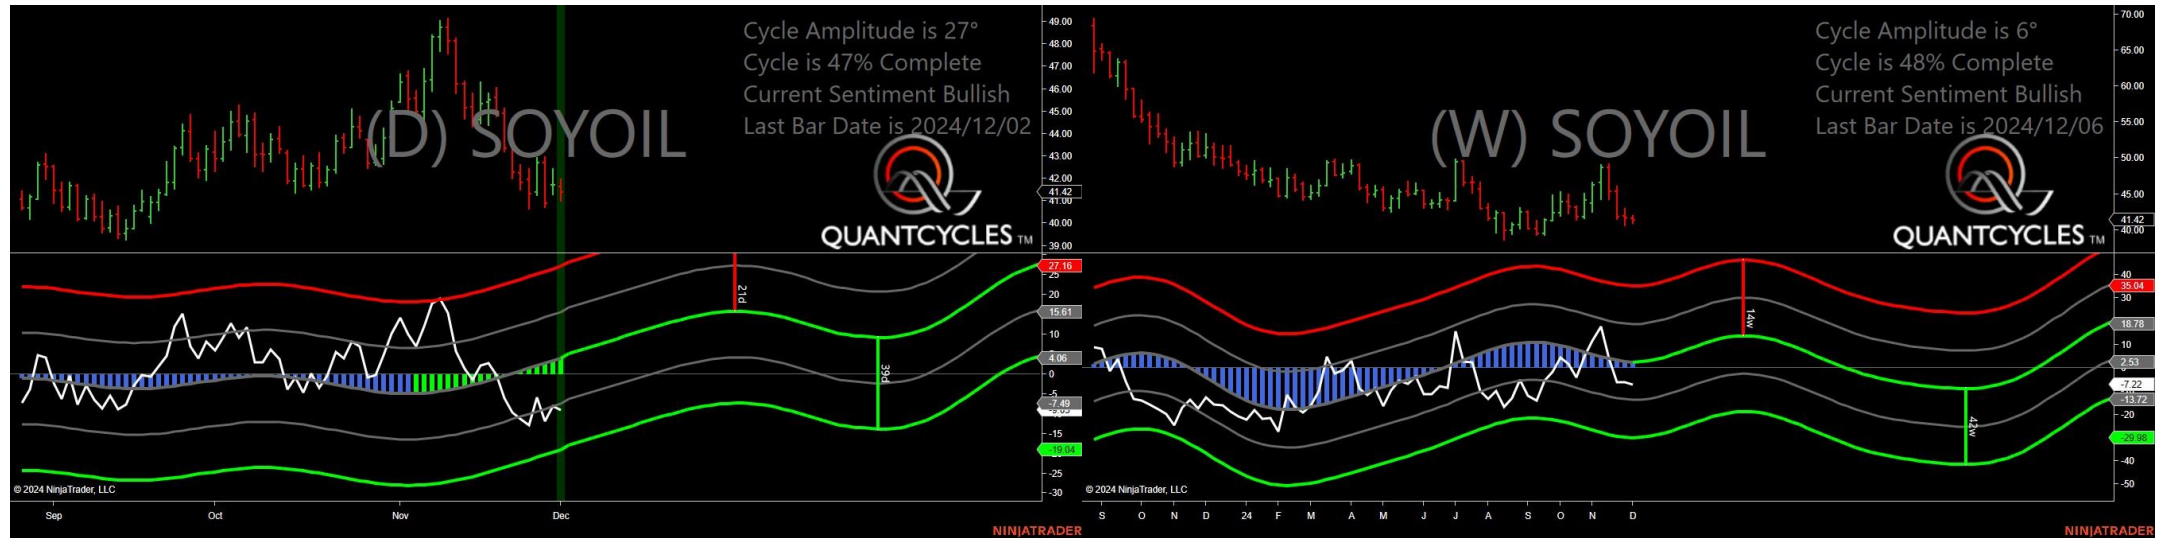 Cycle Amplitude is 27°
Cycle is 47% Complete
Current Sentiment Bullish
Last Bar Date is 2024/12/02
(D) SOYOIL
QUANTCYCLES TM
49.00
48.00
47.00
46.00
45.00
44.00
43.00
42.00
41.42
41.00
40.00
39.00
27.16
25
20
15.61
10
4.06
0
-5
-7.49
-15
-19.04
-25
-30
21d
39d
© 2024 NinjaTrader, LLC
Sep Oct Nov Dec
NINJATRADER
Cycle Amplitude is 6°
Cycle is 48% Complete
Current Sentiment Bullish
Last Bar Date is 2024/12/06
(W) SOYOIL
QUANTCYCLES TM
70.00
65.00
60.00
55.00
50.00
45.00
41.42
40.00
40
35.04
30
18.78
10
2.53
-7.22
-13.72
-20
-29.98
-40
-50
14w
42w
© 2024 NinjaTrader, LLC
S O N D 24 F M A M J J A S O N D
NINJATRADER